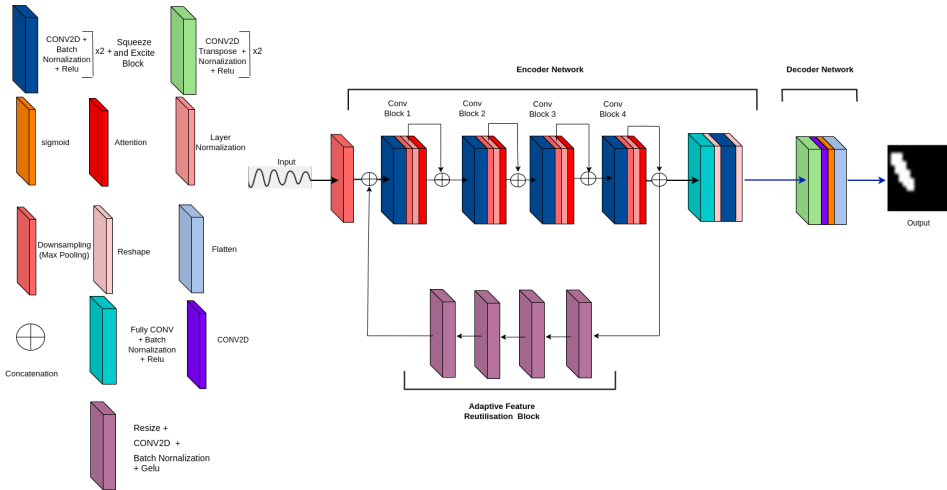 CONV2D +
Batch
Nornalization
+ Relu
x2 +
Squeeze
and Excite
Block
CONV2D
Transpose +
Nornalization
+ Relu
x2
sigmoid
Attention
Layer
Normalization
Downsampling
(Max Pooling)
Reshape
Flatten
Concatenation
Fully CONV
+ Batch
Nornalization
+ Relu
CONV2D
Resize +
CONV2D +
Batch Nornalization
+ Gelu
Encoder Network
Decoder Network
Conv
Block 1
Conv
Block 2
Conv
Block 3
Conv
Block 4
Input
Output
Adaptive Feature
Reutilisation Block